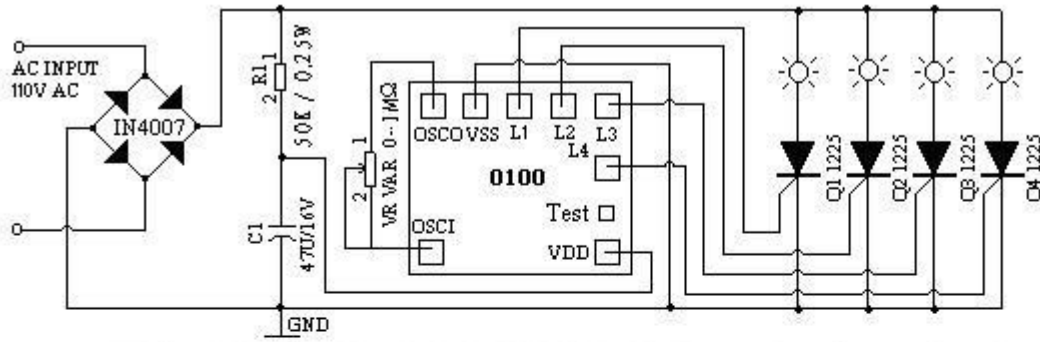 AC INPUT
110V AC
IN4007
R1
1
2
50K / 0.25W
C1
47U/16V
GND
VR VAR 0-1MΩ
1
3
2
OSCO VSS L1 L2 L3
L4
0100
Test
OSCI
VDD
Q1 1225
Q2 1225
Q3 1225
Q4 1225